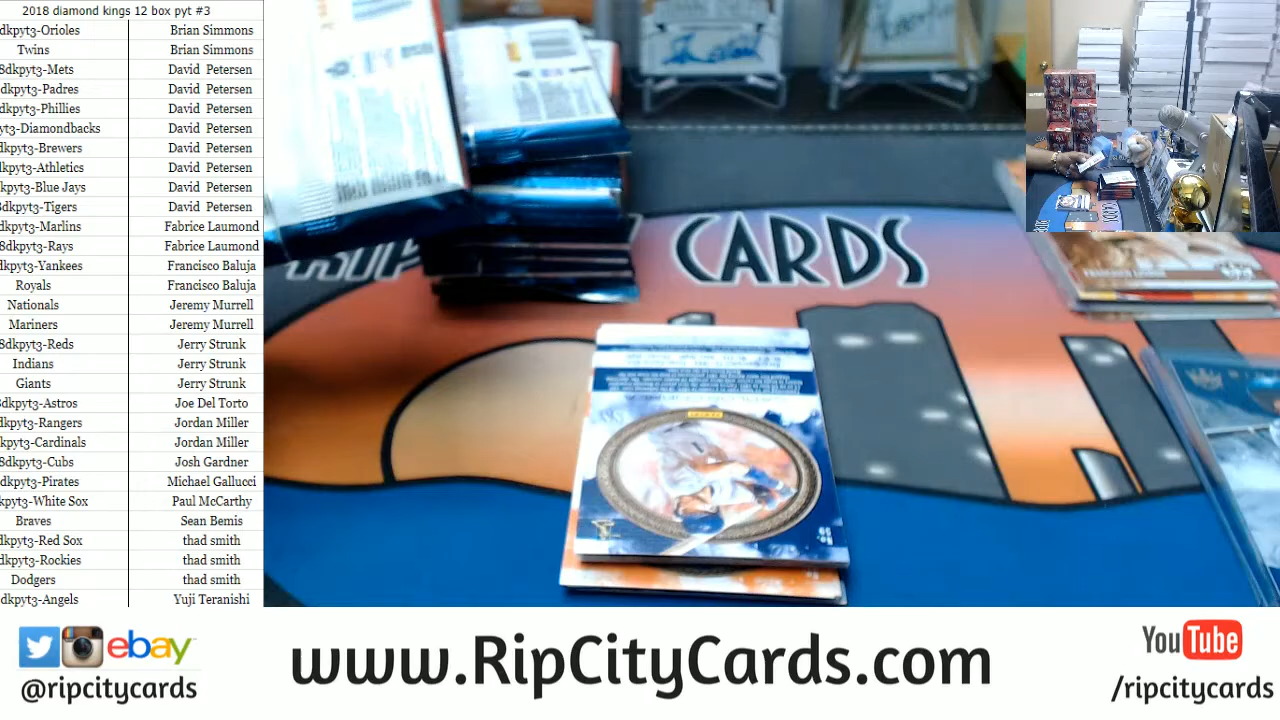 2018 diamond kings 12 box pyt #3
dkpyt3-Orioles Brian Simmons
Twins Brian Simmons
8dkpyt3-Mets David Petersen
dkpyt3-Padres David Petersen
dkpyt3-Phillies David Petersen
yt3-Diamondbacks David Petersen
dkpyt3-Brewers David Petersen
dkpyt3-Athletics David Petersen
kpyt3-Blue Jays David Petersen
dkpyt3-Tigers David Petersen
dkpyt3-Marlins Fabrice Laumond
8dkpyt3-Rays Fabrice Laumond
dkpyt3-Yankees Francisco Baluja
Royals Francisco Baluja
Nationals Jeremy Murrell
Mariners Jeremy Murrell
8dkpyt3-Reds Jerry Strunk
Indians Jerry Strunk
Giants Jerry Strunk
dkpyt3-Astros Joe Del Torto
dkpyt3-Rangers Jordan Miller
kpyt3-Cardinals Jordan Miller
8dkpyt3-Cubs Josh Gardner
dkpyt3-Pirates Michael Gallucci
kpyt3-White Sox Paul McCarthy
Braves Sean Bemis
dkpyt3-Red Sox thad smith
dkpyt3-Rockies thad smith
Dodgers thad smith
dkpyt3-Angels Yuji Teranishi
CARDS
FRANCISCO LINDOR
ebay
@ripcitycards
www.RipCityCards.com
YouTube
/ripcitycards